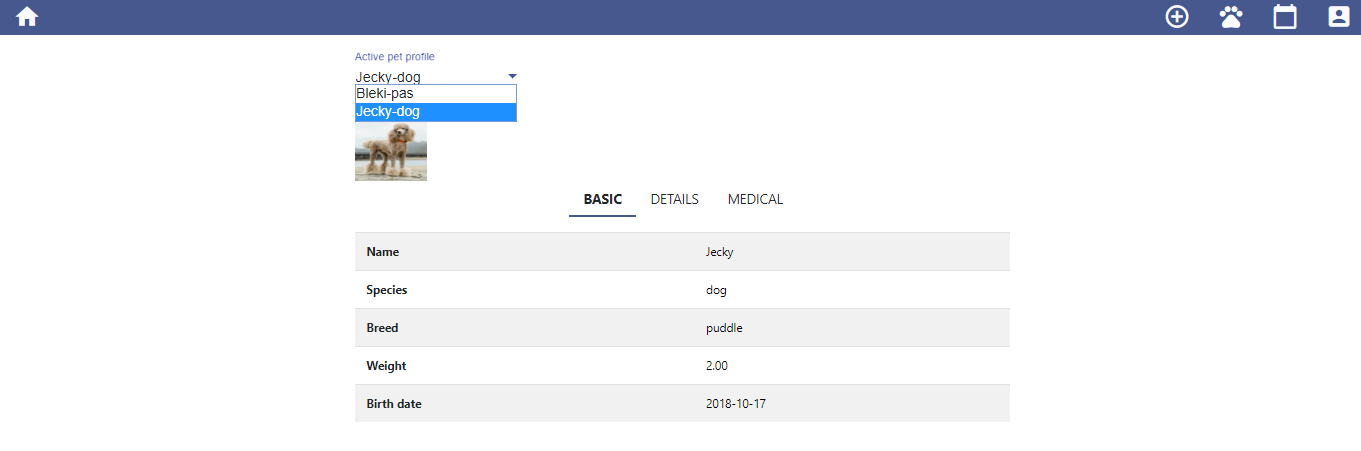 Active pet profile
Jecky-dog
Bleki-pas
Jecky-dog
BASIC DETAILS MEDICAL
Name Jecky
Species dog
Breed puddle
Weight 2.00
Birth date 2018-10-17